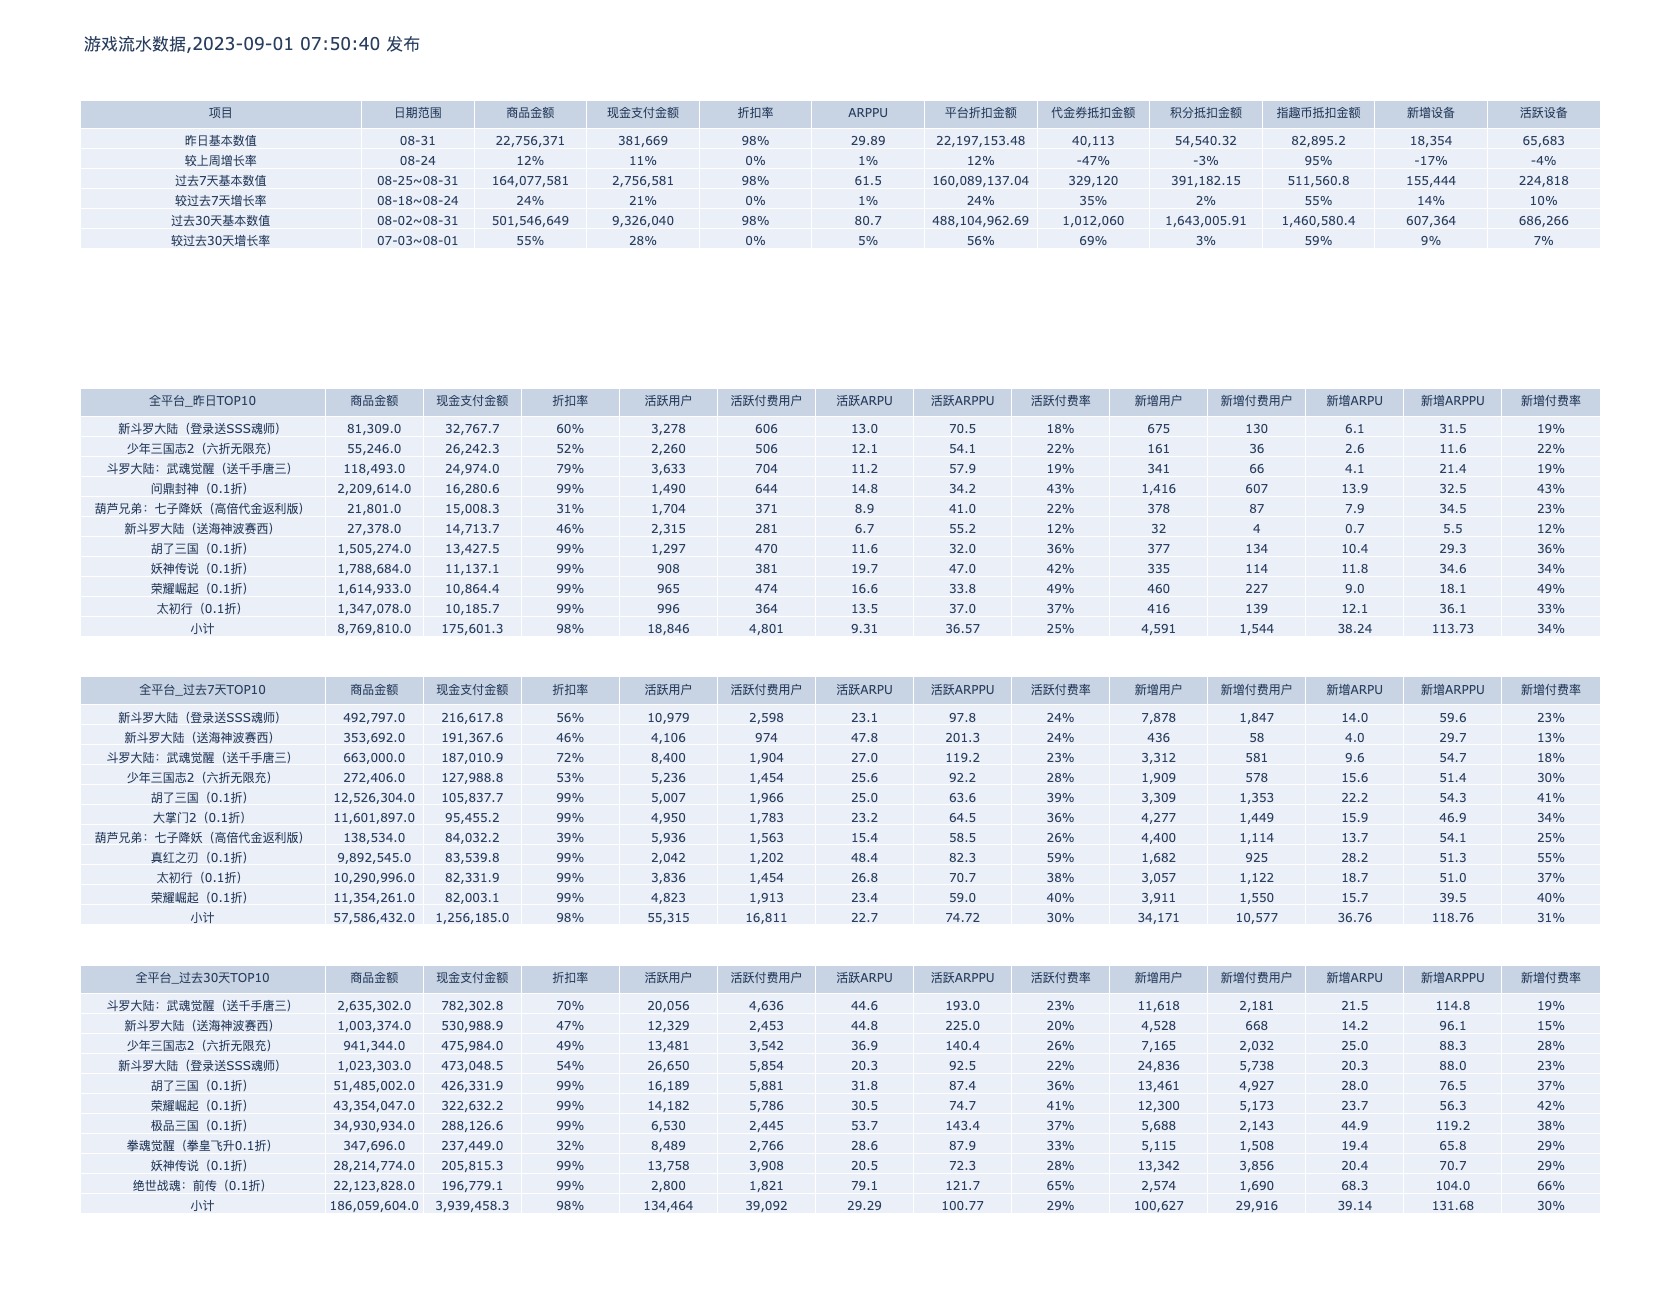 游戏流水数据,2023-09-01 07:50:40 发布
项目 日期范围 商品金额 现金支付金额 折扣率 ARPPU 平台折扣金额 代金券抵扣金额 积分抵扣金额 指趣币抵扣金额 新增设备 活跃设备
昨日基本数值 08-31 22,756,371 381,669 98% 29.89 22,197,153.48 40,113 54,540.32 82,895.2 18,354 65,683
较上周增长率 08-24 12% 11% 0% 1% 12% -47% -3% 95% -17% -4%
过去7天基本数值 08-25~08-31 164,077,581 2,756,581 98% 61.5 160,089,137.04 329,120 391,182.15 511,560.8 155,444 224,818
较过去7天增长率 08-18~08-24 24% 21% 0% 1% 24% 35% 2% 55% 14% 10%
过去30天基本数值 08-02~08-31 501,546,649 9,326,040 98% 80.7 488,104,962.69 1,012,060 1,643,005.91 1,460,580.4 607,364 686,266
较过去30天增长率 07-03~08-01 55% 28% 0% 5% 56% 69% 3% 59% 9% 7%
全平台_昨日TOP10 商品金额 现金支付金额 折扣率 活跃用户 活跃付费用户 活跃ARPU 活跃ARPPU 活跃付费率 新增用户 新增付费用户 新增ARPU 新增ARPPU 新增付费率
新斗罗大陆（登录送SSS魂师） 81,309.0 32,767.7 60% 3,278 606 13.0 70.5 18% 675 130 6.1 31.5 19%
少年三国志2（六折无限充） 55,246.0 26,242.3 52% 2,260 506 12.1 54.1 22% 161 36 2.6 11.6 22%
斗罗大陆：武魂觉醒（送千手唐三） 118,493.0 24,974.0 79% 3,633 704 11.2 57.9 19% 341 66 4.1 21.4 19%
问鼎封神（0.1折） 2,209,614.0 16,280.6 99% 1,490 644 14.8 34.2 43% 1,416 607 13.9 32.5 43%
葫芦兄弟：七子降妖（高倍代金返利版） 21,801.0 15,008.3 31% 1,704 371 8.9 41.0 22% 378 87 7.9 34.5 23%
新斗罗大陆（送海神波赛西） 27,378.0 14,713.7 46% 2,315 281 6.7 55.2 12% 32 4 0.7 5.5 12%
胡了三国（0.1折） 1,505,274.0 13,427.5 99% 1,297 470 11.6 32.0 36% 377 134 10.4 29.3 36%
妖神传说（0.1折） 1,788,684.0 11,137.1 99% 908 381 19.7 47.0 42% 335 114 11.8 34.6 34%
荣耀崛起（0.1折） 1,614,933.0 10,864.4 99% 965 474 16.6 33.8 49% 460 227 9.0 18.1 49%
太初行（0.1折） 1,347,078.0 10,185.7 99% 996 364 13.5 37.0 37% 416 139 12.1 36.1 33%
小计 8,769,810.0 175,601.3 98% 18,846 4,801 9.31 36.57 25% 4,591 1,544 38.24 113.73 34%
全平台_过去7天TOP10 商品金额 现金支付金额 折扣率 活跃用户 活跃付费用户 活跃ARPU 活跃ARPPU 活跃付费率 新增用户 新增付费用户 新增ARPU 新增ARPPU 新增付费率
新斗罗大陆（登录送SSS魂师） 492,797.0 216,617.8 56% 10,979 2,598 23.1 97.8 24% 7,878 1,847 14.0 59.6 23%
新斗罗大陆（送海神波赛西） 353,692.0 191,367.6 46% 4,106 974 47.8 201.3 24% 436 58 4.0 29.7 13%
斗罗大陆：武魂觉醒（送千手唐三） 663,000.0 187,010.9 72% 8,400 1,904 27.0 119.2 23% 3,312 581 9.6 54.7 18%
少年三国志2（六折无限充） 272,406.0 127,988.8 53% 5,236 1,454 25.6 92.2 28% 1,909 578 15.6 51.4 30%
胡了三国（0.1折） 12,526,304.0 105,837.7 99% 5,007 1,966 25.0 63.6 39% 3,309 1,353 22.2 54.3 41%
大掌门2（0.1折） 11,601,897.0 95,455.2 99% 4,950 1,783 23.2 64.5 36% 4,277 1,449 15.9 46.9 34%
葫芦兄弟：七子降妖（高倍代金返利版） 138,534.0 84,032.2 39% 5,936 1,563 15.4 58.5 26% 4,400 1,114 13.7 54.1 25%
真红之刃（0.1折） 9,892,545.0 83,539.8 99% 2,042 1,202 48.4 82.3 59% 1,682 925 28.2 51.3 55%
太初行（0.1折） 10,290,996.0 82,331.9 99% 3,836 1,454 26.8 70.7 38% 3,057 1,122 18.7 51.0 37%
荣耀崛起（0.1折） 11,354,261.0 82,003.1 99% 4,823 1,913 23.4 59.0 40% 3,911 1,550 15.7 39.5 40%
小计 57,586,432.0 1,256,185.0 98% 55,315 16,811 22.7 74.72 30% 34,171 10,577 36.76 118.76 31%
全平台_过去30天TOP10 商品金额 现金支付金额 折扣率 活跃用户 活跃付费用户 活跃ARPU 活跃ARPPU 活跃付费率 新增用户 新增付费用户 新增ARPU 新增ARPPU 新增付费率
斗罗大陆：武魂觉醒（送千手唐三） 2,635,302.0 782,302.8 70% 20,056 4,636 44.6 193.0 23% 11,618 2,181 21.5 114.8 19%
新斗罗大陆（送海神波赛西） 1,003,374.0 530,988.9 47% 12,329 2,453 44.8 225.0 20% 4,528 668 14.2 96.1 15%
少年三国志2（六折无限充） 941,344.0 475,984.0 49% 13,481 3,542 36.9 140.4 26% 7,165 2,032 25.0 88.3 28%
新斗罗大陆（登录送SSS魂师） 1,023,303.0 473,048.5 54% 26,650 5,854 20.3 92.5 22% 24,836 5,738 20.3 88.0 23%
胡了三国（0.1折） 51,485,002.0 426,331.9 99% 16,189 5,881 31.8 87.4 36% 13,461 4,927 28.0 76.5 37%
荣耀崛起（0.1折） 43,354,047.0 322,632.2 99% 14,182 5,786 30.5 74.7 41% 12,300 5,173 23.7 56.3 42%
极品三国（0.1折） 34,930,934.0 288,126.6 99% 6,530 2,445 53.7 143.4 37% 5,688 2,143 44.9 119.2 38%
拳魂觉醒（拳皇飞升0.1折） 347,696.0 237,449.0 32% 8,489 2,766 28.6 87.9 33% 5,115 1,508 19.4 65.8 29%
妖神传说（0.1折） 28,214,774.0 205,815.3 99% 13,758 3,908 20.5 72.3 28% 13,342 3,856 20.4 70.7 29%
绝世战魂：前传（0.1折） 22,123,828.0 196,779.1 99% 2,800 1,821 79.1 121.7 65% 2,574 1,690 68.3 104.0 66%
小计 186,059,604.0 3,939,458.3 98% 134,464 39,092 29.29 100.77 29% 100,627 29,916 39.14 131.68 30%